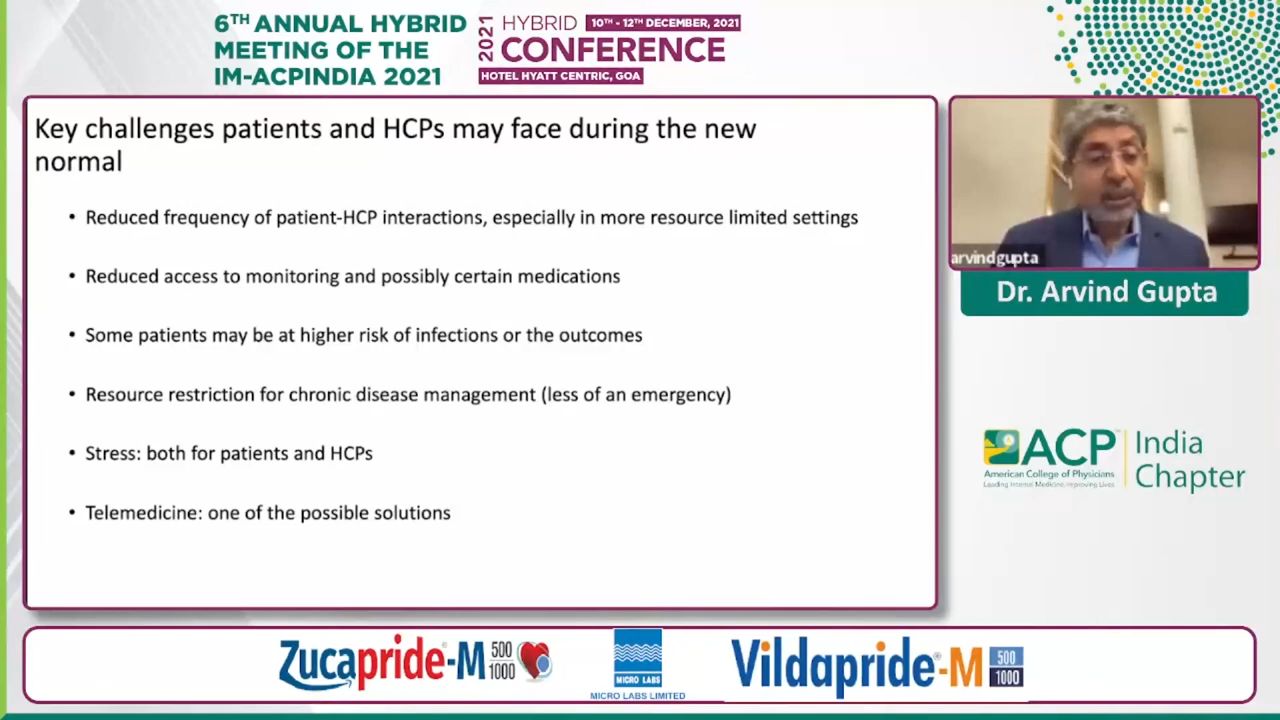 6TH ANNUAL HYBRID
MEETING OF THE
IM-ACPINDIA 2021
2021
HYBRID
10TH - 12TH DECEMBER, 2021
CONFERENCE
HOTEL HYATT CENTRIC, GOA
Key challenges patients and HCPs may face during the new
normal
• Reduced frequency of patient-HCP interactions, especially in more resource limited settings
• Reduced access to monitoring and possibly certain medications
• Some patients may be at higher risk of infections or the outcomes
• Resource restriction for chronic disease management (less of an emergency)
• Stress: both for patients and HCPs
• Telemedicine: one of the possible solutions
arvindgupta
Dr. Arvind Gupta
ACP™
American College of Physicians
Leading Internal Medicine, Improving Lives
India
Chapter
Zucapride®-M 500
1000
MICRO LABS
MICRO LABS LIMITED
Vildapride®-M 500
1000